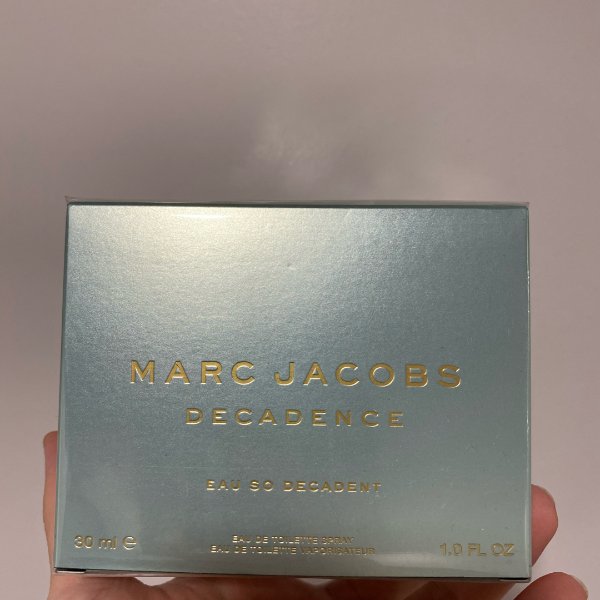 MARC JACOBS
DECADENCE
EAU SO DECADENT
30 ml ℮
EAU DE TOILETTE SPRAY
EAU DE TOILETTE VAPORISATEUR
1.0 FL OZ